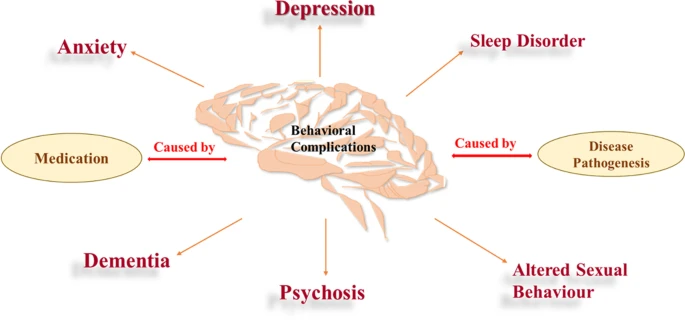 Depression
Anxiety
Sleep Disorder
Behavioral
Complications
Medication
Caused by
Caused by
Disease
Pathogenesis
Dementia
Psychosis
Altered Sexual
Behaviour